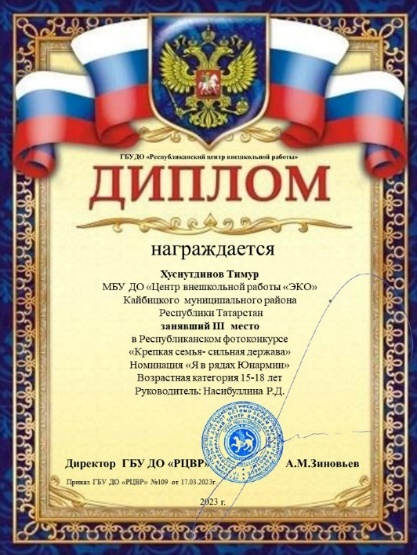 ГБУ ДО «Республиканский центр внешкольной работы»
ДИПЛОМ
награждается
Хуснутдинов Тимур
МБУ ДО «Центр внешкольной работы «ЭКО»
Кайбицкого муниципального района
Республики Татарстан
занявший III место
в Республиканском фотоконкурсе
«Крепкая семья- сильная держава»
Номинация «Я в рядах Юнармии»
Возрастная категория 15-18 лет
Руководитель: Насибуллина Р.Д.
Директор ГБУ ДО «РЦВР» А.М.Зиновьев
Приказ ГБУ ДО «РЦВР» №109 от 17.03.2023г.
2023 г.